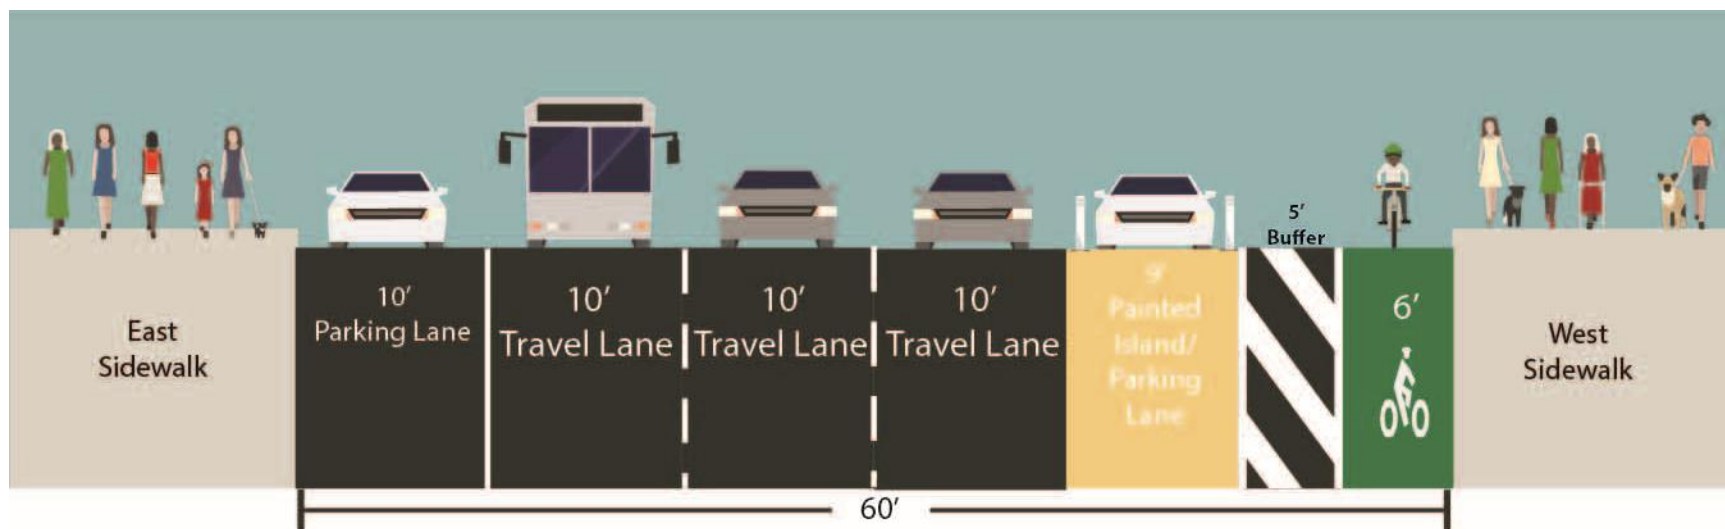 East
Sidewalk
10'
Parking Lane
10'
Travel Lane
10'
Travel Lane
10'
Travel Lane
9'
Painted
Island/
Parking
Lane
5'
Buffer
6'
West
Sidewalk
60'